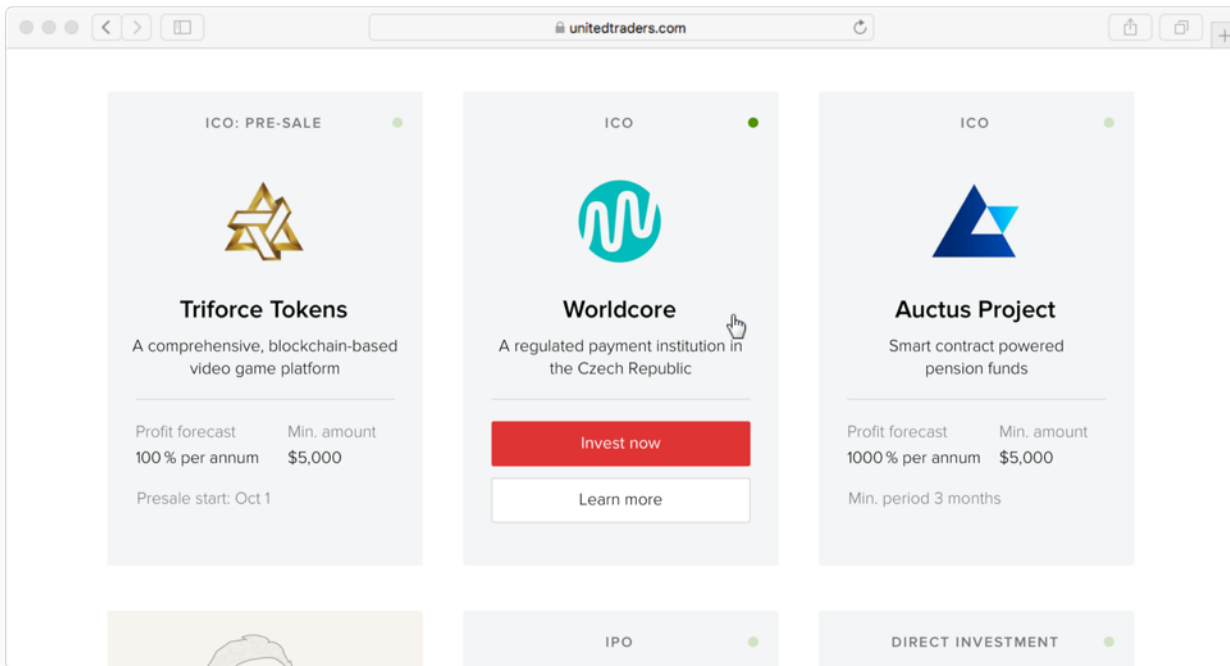 unitedtraders.com
ICO: PRE-SALE
Triforce Tokens
A comprehensive, blockchain-based
video game platform
Profit forecast
Min. amount
100 % per annum
$5,000
Presale start: Oct 1
ICO
Worldcore
A regulated payment institution in
the Czech Republic
Invest now
Learn more
ICO
Auctus Project
Smart contract powered
pension funds
Profit forecast
Min. amount
1000 % per annum
$5,000
Min. period 3 months
IPO
DIRECT INVESTMENT